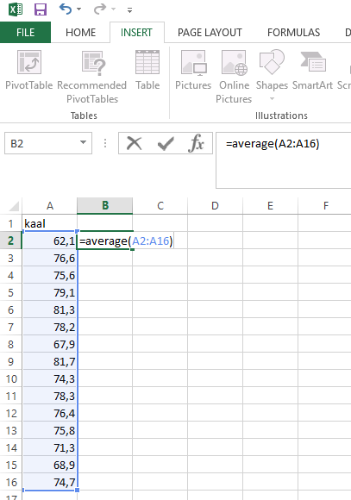 FILE HOME INSERT PAGE LAYOUT FORMULAS D
PivotTable Recommended PivotTables Table Pictures Online Pictures Shapes SmartArt Scr
Tables Illustrations
B2 fx =average(A2:A16)
A B C D E F
1 kaal
2 62,1 =average(A2:A16)
3 76,6
4 75,6
5 79,1
6 81,3
7 78,2
8 67,9
9 81,7
10 74,3
11 78,3
12 76,4
13 75,8
14 71,3
15 68,9
16 74,7
17